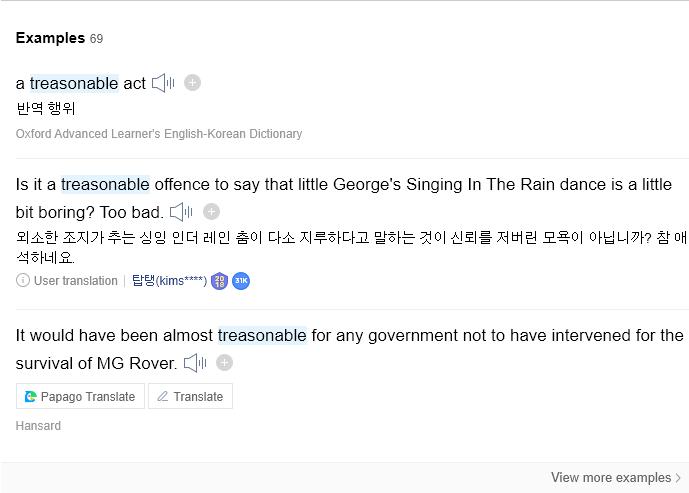 Examples 69
a treasonable act
반역 행위
Oxford Advanced Learner's English-Korean Dictionary
Is it a treasonable offence to say that little George's Singing In The Rain dance is a little
bit boring? Too bad.
외소한 조지가 추는 싱잉 인더 레인 춤이 다소 지루하다고 말하는 것이 신뢰를 저버린 모욕이 아닙니까? 참 애
석하네요.
User translation 탑탱(kims****) 2018 31K
It would have been almost treasonable for any government not to have intervened for the
survival of MG Rover.
Papago Translate Translate
Hansard
View more examples